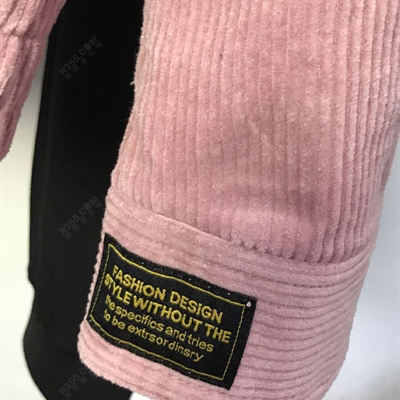 FASHION DESIGN
STYLE WITHOUT THE
the specifics and tries
to be extrsordinsry